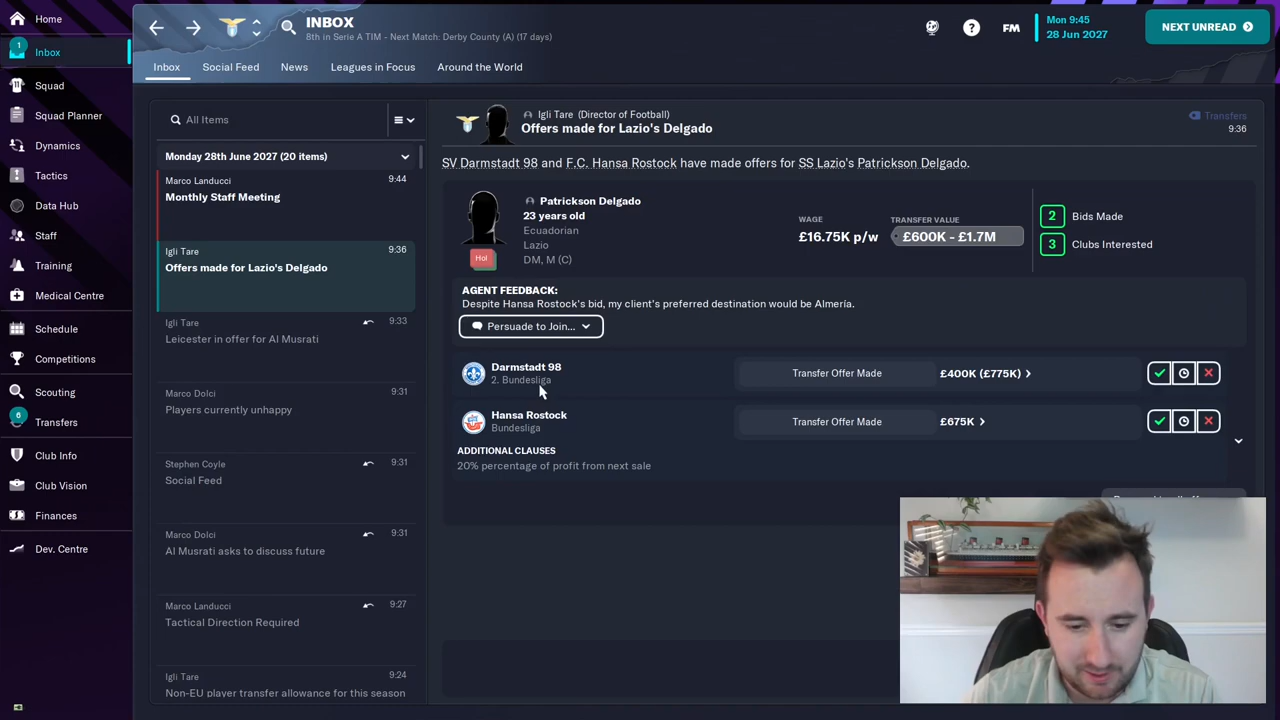 Home
1
Inbox
Squad
Squad Planner
Dynamics
Tactics
Data Hub
Staff
Training
Medical Centre
Schedule
Competitions
Scouting
6
Transfers
Club Info
Club Vision
Finances
Dev. Centre
INBOX
8th in Serie A TIM - Next Match: Derby County (A) (17 days)
?
FM
Mon 9:45
28 Jun 2027
NEXT UNREAD
Inbox
Social Feed
News
Leagues in Focus
Around the World
All Items
Monday 28th June 2027 (20 items)
Marco Landucci
9:44
Monthly Staff Meeting
Igli Tare
9:36
Offers made for Lazio's Delgado
Igli Tare
9:33
Leicester in offer for Al Musrati
Marco Dolci
9:31
Players currently unhappy
Stephen Coyle
9:31
Social Feed
Marco Dolci
9:31
Al Musrati asks to discuss future
Marco Landucci
9:27
Tactical Direction Required
Igli Tare
9:24
Non-EU player transfer allowance for this season
Igli Tare (Director of Football)
Offers made for Lazio's Delgado
Transfers
9:36
SV Darmstadt 98 and F.C. Hansa Rostock have made offers for SS Lazio's Patrickson Delgado.
Patrickson Delgado
23 years old
Ecuadorian
Lazio
DM, M (C)
Hol
WAGE
£16.75K p/w
TRANSFER VALUE
£600K - £1.7M
2 Bids Made
3 Clubs Interested
AGENT FEEDBACK:
Despite Hansa Rostock's bid, my client's preferred destination would be Almería.
Persuade to Join...
Darmstadt 98
2. Bundesliga
Transfer Offer Made
£400K (£775K)
Hansa Rostock
Bundesliga
Transfer Offer Made
£675K
ADDITIONAL CLAUSES
20% percentage of profit from next sale